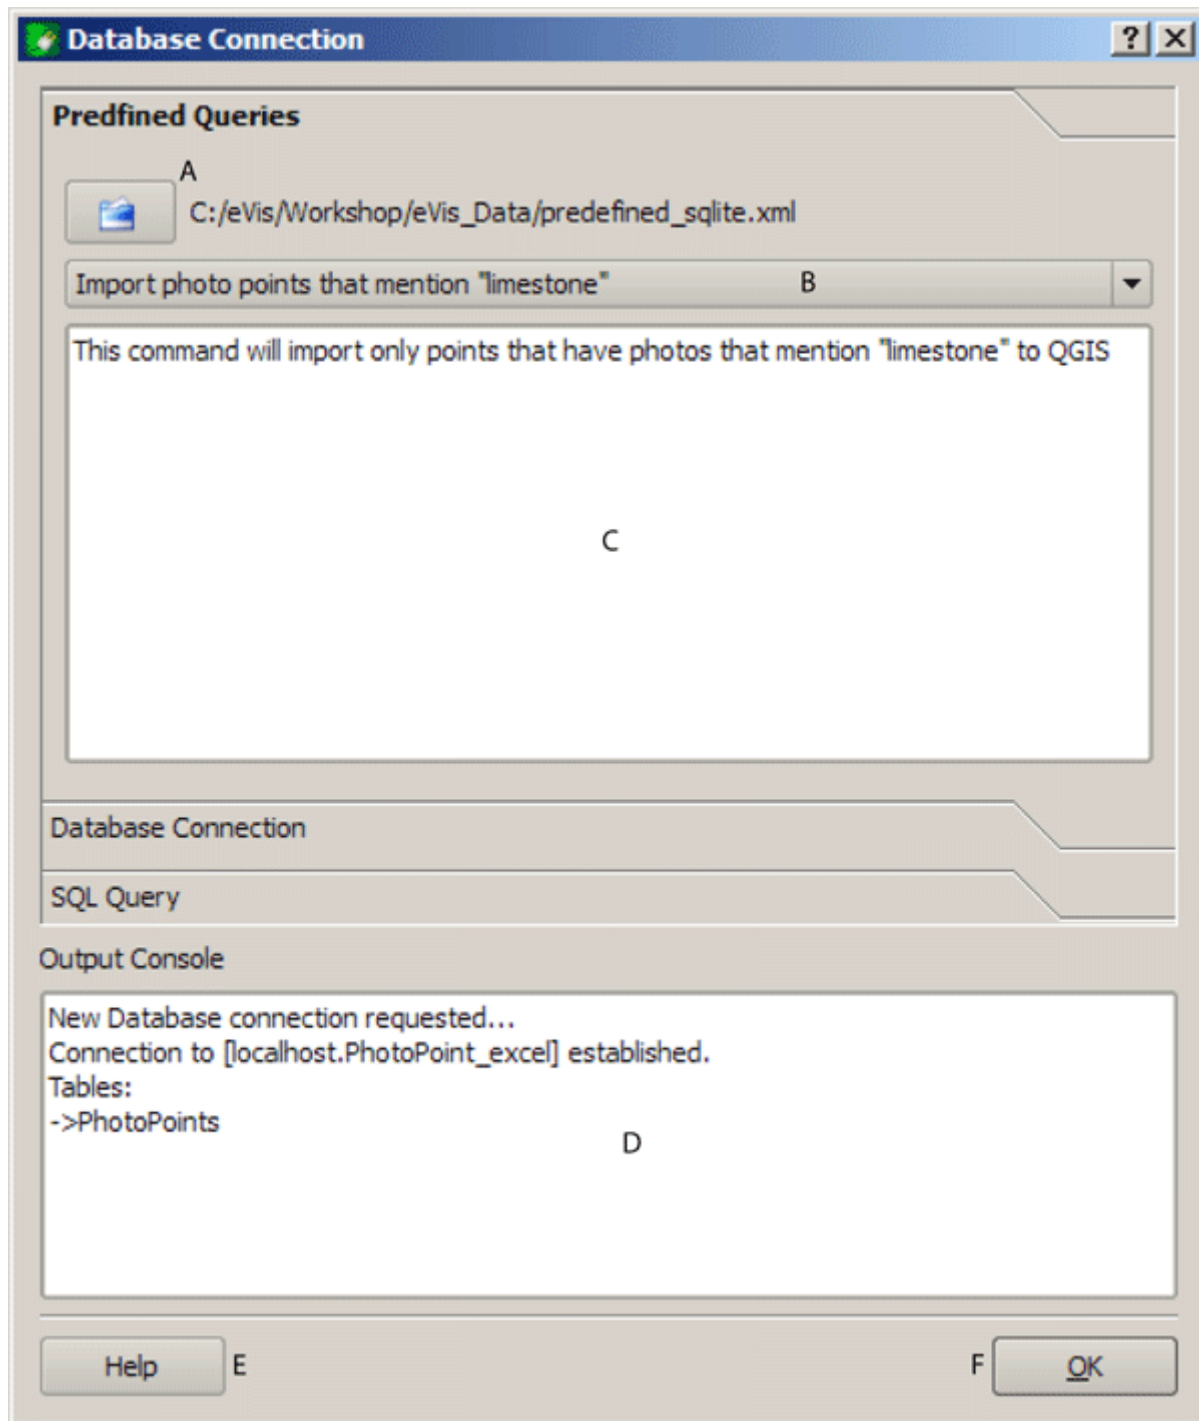 Database Connection
Predfined Queries
A
C:/eVis/Workshop/eVis_Data/predefined_sqlite.xml
Import photo points that mention "limestone" B
This command will import only points that have photos that mention "limestone" to QGIS
C
Database Connection
SQL Query
Output Console
New Database connection requested...
Connection to [localhost.PhotoPoint_excel] established.
Tables:
->PhotoPoints
D
Help E F OK